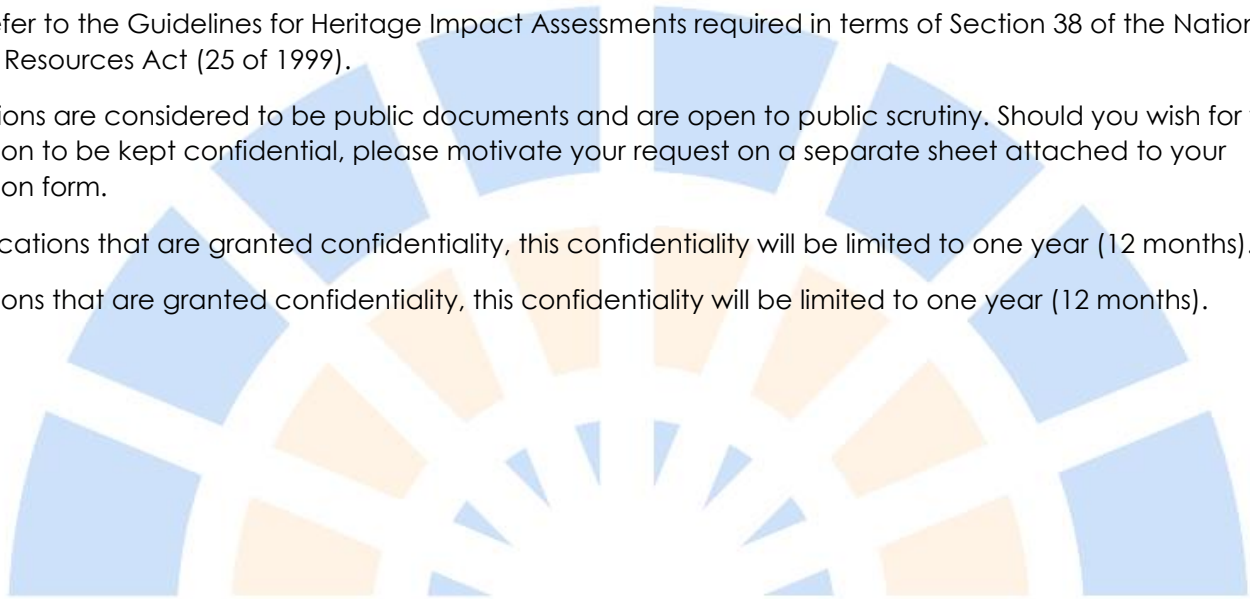 fer to the Guidelines for Heritage Impact Assessments required in terms of Section 38 of the Nation
Resources Act (25 of 1999).
ions are considered to be public documents and are open to public scrutiny. Should you wish for
on to be kept confidential, please motivate your request on a separate sheet attached to your
on form.
cations that are granted confidentiality, this confidentiality will be limited to one year (12 months).
ons that are granted confidentiality, this confidentiality will be limited to one year (12 months).